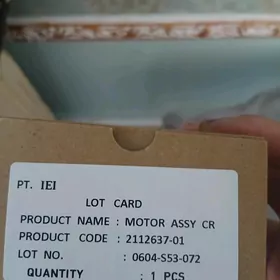 PT. IEI
LOT CARD
PRODUCT NAME : MOTOR ASSY CR
PRODUCT CODE : 2112637-01
LOT NO. : 0604-S53-072
QUANTITY : 1 PCS